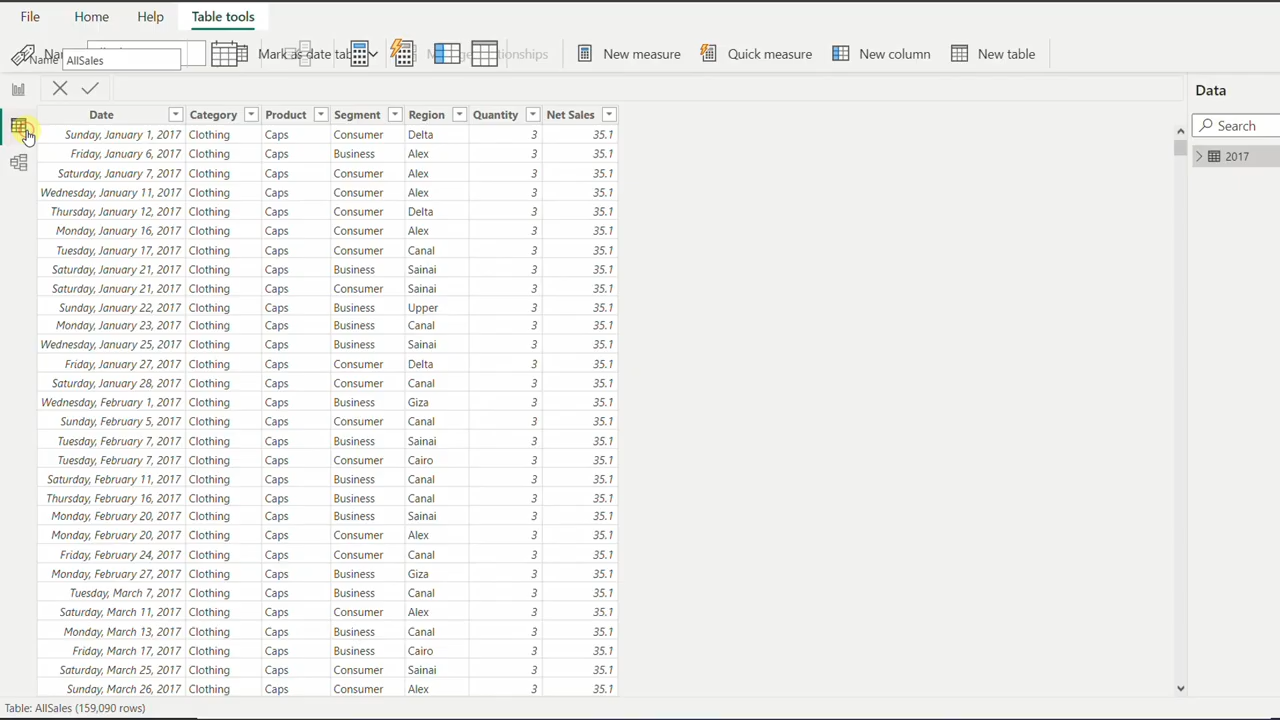 File Home Help Table tools
Name AllSales Mark as date table New measure Quick measure New column New table
Data
Search
2017
Date Category Product Segment Region Quantity Net Sales
Sunday, January 1, 2017 Clothing Caps Consumer Delta 3 35.1
Friday, January 6, 2017 Clothing Caps Business Alex 3 35.1
Saturday, January 7, 2017 Clothing Caps Consumer Alex 3 35.1
Wednesday, January 11, 2017 Clothing Caps Consumer Alex 3 35.1
Thursday, January 12, 2017 Clothing Caps Consumer Delta 3 35.1
Monday, January 16, 2017 Clothing Caps Consumer Alex 3 35.1
Tuesday, January 17, 2017 Clothing Caps Consumer Canal 3 35.1
Saturday, January 21, 2017 Clothing Caps Business Sainai 3 35.1
Saturday, January 21, 2017 Clothing Caps Consumer Sainai 3 35.1
Sunday, January 22, 2017 Clothing Caps Business Upper 3 35.1
Monday, January 23, 2017 Clothing Caps Business Canal 3 35.1
Wednesday, January 25, 2017 Clothing Caps Business Sainai 3 35.1
Friday, January 27, 2017 Clothing Caps Consumer Delta 3 35.1
Saturday, January 28, 2017 Clothing Caps Consumer Canal 3 35.1
Wednesday, February 1, 2017 Clothing Caps Business Giza 3 35.1
Sunday, February 5, 2017 Clothing Caps Consumer Canal 3 35.1
Tuesday, February 7, 2017 Clothing Caps Business Sainai 3 35.1
Tuesday, February 7, 2017 Clothing Caps Consumer Cairo 3 35.1
Saturday, February 11, 2017 Clothing Caps Business Canal 3 35.1
Thursday, February 16, 2017 Clothing Caps Business Canal 3 35.1
Monday, February 20, 2017 Clothing Caps Business Sainai 3 35.1
Monday, February 20, 2017 Clothing Caps Consumer Alex 3 35.1
Friday, February 24, 2017 Clothing Caps Consumer Canal 3 35.1
Monday, February 27, 2017 Clothing Caps Business Giza 3 35.1
Tuesday, March 7, 2017 Clothing Caps Business Canal 3 35.1
Saturday, March 11, 2017 Clothing Caps Consumer Alex 3 35.1
Monday, March 13, 2017 Clothing Caps Business Canal 3 35.1
Friday, March 17, 2017 Clothing Caps Business Cairo 3 35.1
Saturday, March 25, 2017 Clothing Caps Consumer Sainai 3 35.1
Sunday, March 26, 2017 Clothing Caps Consumer Alex 3 35.1
Table: AllSales (159,090 rows)